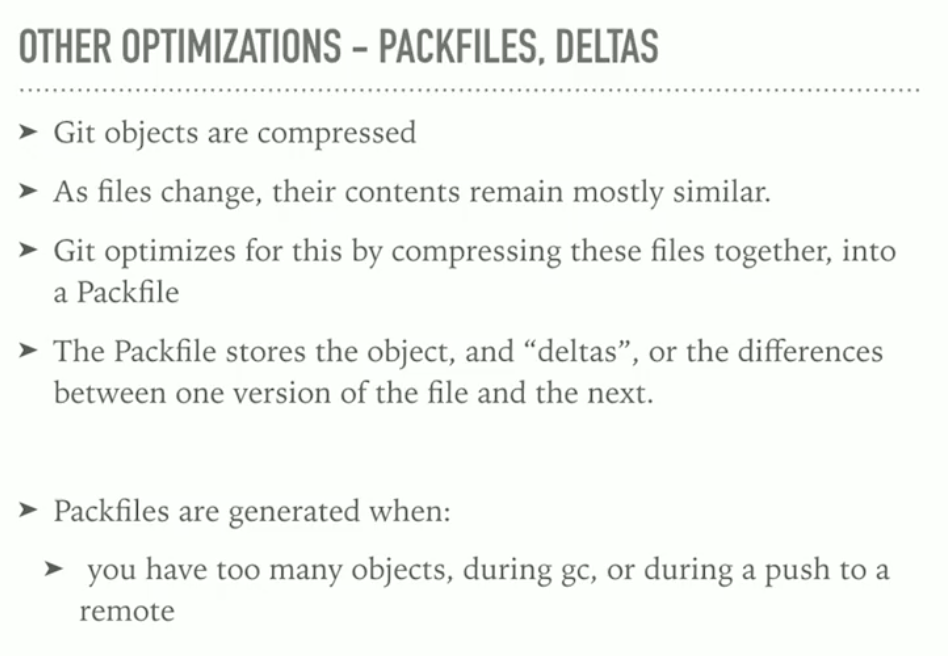 OTHER OPTIMIZATIONS – PACKFILES, DELTAS
➤ Git objects are compressed
➤ As files change, their contents remain mostly similar.
➤ Git optimizes for this by compressing these files together, into
a Packfile
➤ The Packfile stores the object, and “deltas”, or the differences
between one version of the file and the next.
➤ Packfiles are generated when:
➤ you have too many objects, during gc, or during a push to a
remote